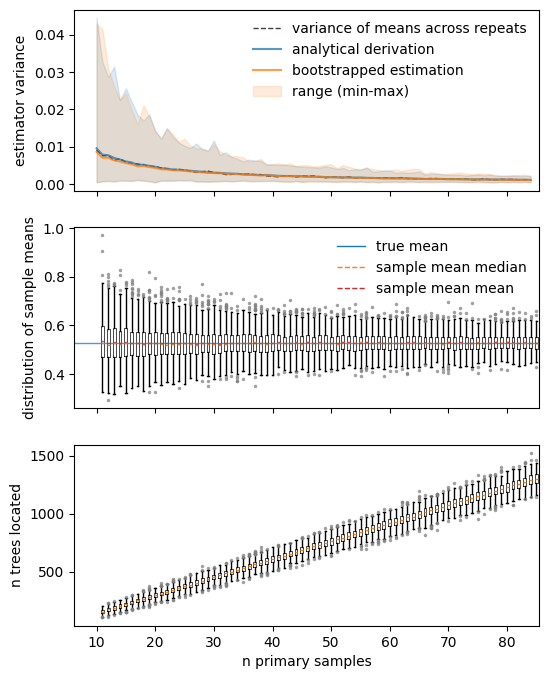 0.04
0.03
0.02
0.01
0.00
estimator variance
variance of means across repeats
analytical derivation
bootstrapped estimation
range (min-max)
1.0
0.8
0.6
0.4
distribution of sample means
true mean
sample mean median
sample mean mean
1500
1000
500
n trees located
10 20 30 40 50 60 70 80
n primary samples